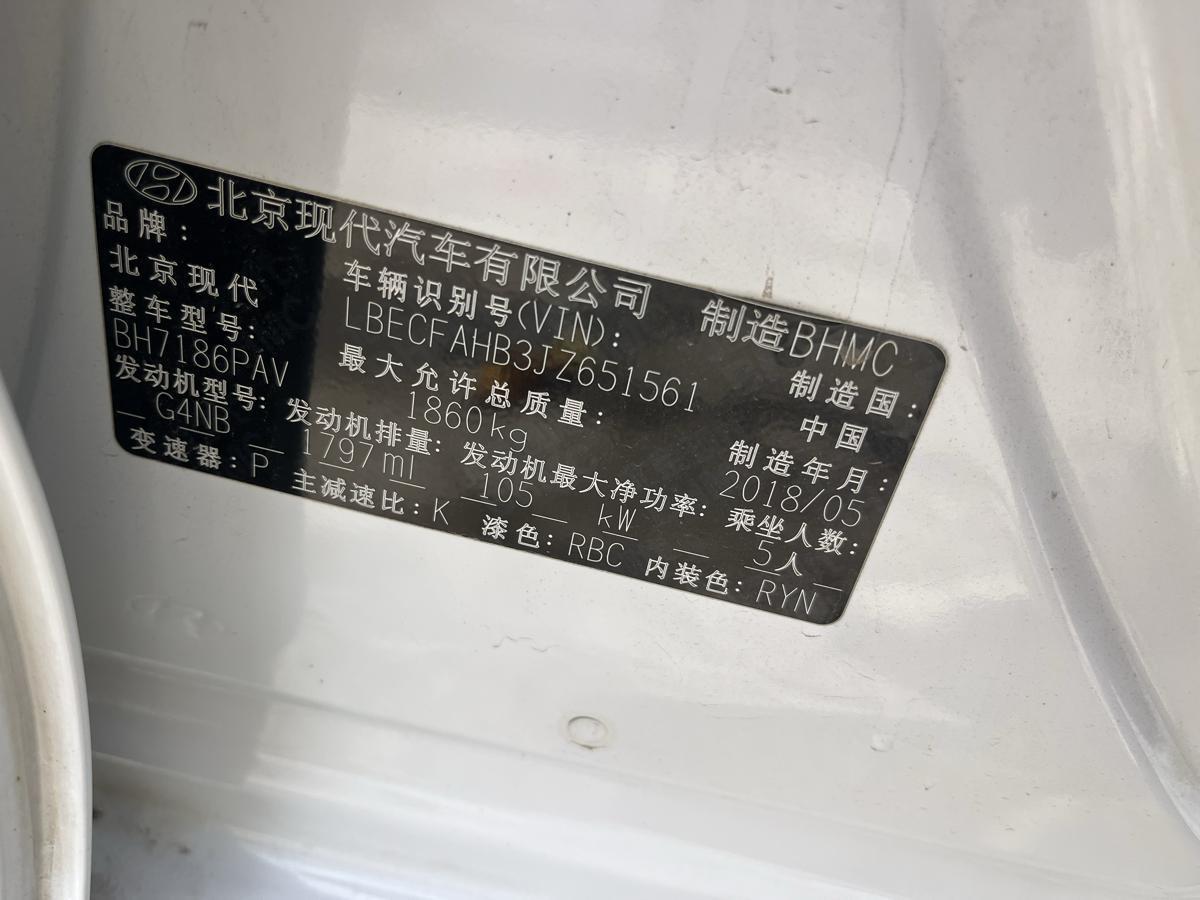 北京现代汽车有限公司 制造BHMC
品牌： 车辆识别号(VIN)： 制造国：
北京现代 LBECFAHB3JZ651561 中国
整车型号： 最大允许总质量： 制造年月：
BH7186PAV 1860kg 2018/05
发动机型号： 发动机排量： 发动机最大净功率： 乘坐人数：
G4NB 1797ml 105 kW 5人
变速器：P 主减速比：K 漆色：RBC 内装色：RYN